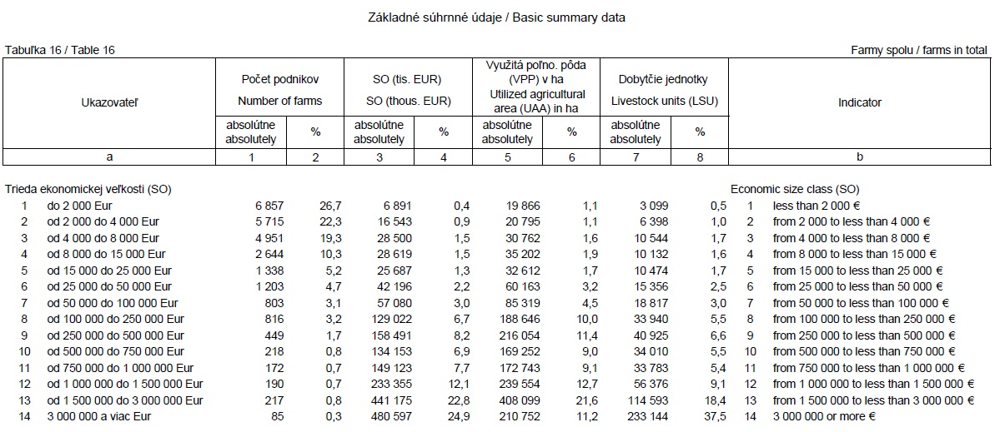 Základné súhrnné údaje / Basic summary data
Tabuľka 16 / Table 16 Farmy spolu / farms in total
Ukazovateľ Počet podnikov Number of farms SO (tis. EUR) SO (thous. EUR) Využitá poľno. pôda (VPP) v ha Utilized agricultural area (UAA) in ha Dobytčie jednotky Livestock units (LSU) Indicator
absolútne absolutely % absolútne absolutely % absolútne absolutely % absolútne absolutely %
a 1 2 3 4 5 6 7 8 b
Trieda ekonomickej veľkosti (SO) Economic size class (SO)
1 do 2 000 Eur 6 857 26,7 6 891 0,4 19 866 1,1 3 099 0,5 1 less than 2 000 €
2 od 2 000 do 4 000 Eur 5 715 22,3 16 543 0,9 20 795 1,1 6 398 1,0 2 from 2 000 to less than 4 000 €
3 od 4 000 do 8 000 Eur 4 951 19,3 28 500 1,5 30 762 1,6 10 544 1,7 3 from 4 000 to less than 8 000 €
4 od 8 000 do 15 000 Eur 2 644 10,3 28 619 1,5 35 202 1,9 10 132 1,6 4 from 8 000 to less than 15 000 €
5 od 15 000 do 25 000 Eur 1 338 5,2 25 687 1,3 32 612 1,7 10 474 1,7 5 from 15 000 to less than 25 000 €
6 od 25 000 do 50 000 Eur 1 203 4,7 42 196 2,2 60 163 3,2 15 356 2,5 6 from 25 000 to less than 50 000 €
7 od 50 000 do 100 000 Eur 803 3,1 57 080 3,0 85 319 4,5 18 817 3,0 7 from 50 000 to less than 100 000 €
8 od 100 000 do 250 000 Eur 816 3,2 129 022 6,7 188 646 10,0 33 940 5,5 8 from 100 000 to less than 250 000 €
9 od 250 000 do 500 000 Eur 449 1,7 158 491 8,2 216 054 11,4 40 925 6,6 9 from 250 000 to less than 500 000 €
10 od 500 000 do 750 000 Eur 218 0,8 134 153 6,9 169 252 9,0 34 010 5,5 10 from 500 000 to less than 750 000 €
11 od 750 000 do 1 000 000 Eur 172 0,7 149 123 7,7 172 743 9,1 33 783 5,4 11 from 750 000 to less than 1 000 000 €
12 od 1 000 000 do 1 500 000 Eur 190 0,7 233 355 12,1 239 554 12,7 56 376 9,1 12 from 1 000 000 to less than 1 500 000 €
13 od 1 500 000 do 3 000 000 Eur 217 0,8 441 175 22,8 408 099 21,6 114 593 18,4 13 from 1 500 000 to less than 3 000 000 €
14 3 000 000 a viac Eur 85 0,3 480 597 24,9 210 752 11,2 233 144 37,5 14 3 000 000 or more €